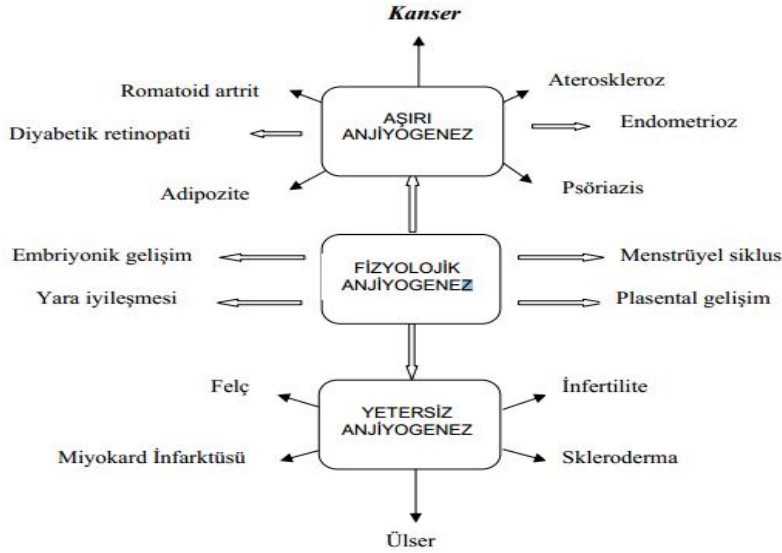 Kanser
Romatoid artrit
Ateroskleroz
AŞIRI
ANJİYOGENEZ
Diyabetik retinopati
Endometrioz
Adipozite
Psöriazis
Embriyonik gelişim
Menstrüyel siklus
FİZYOLOJİK
ANJİYOGENEZ
Yara iyileşmesi
Plasental gelişim
Felç
İnfertilite
YETERSİZ
ANJİYOGENEZ
Miyokard İnfarktüsü
Skleroderma
Ülser